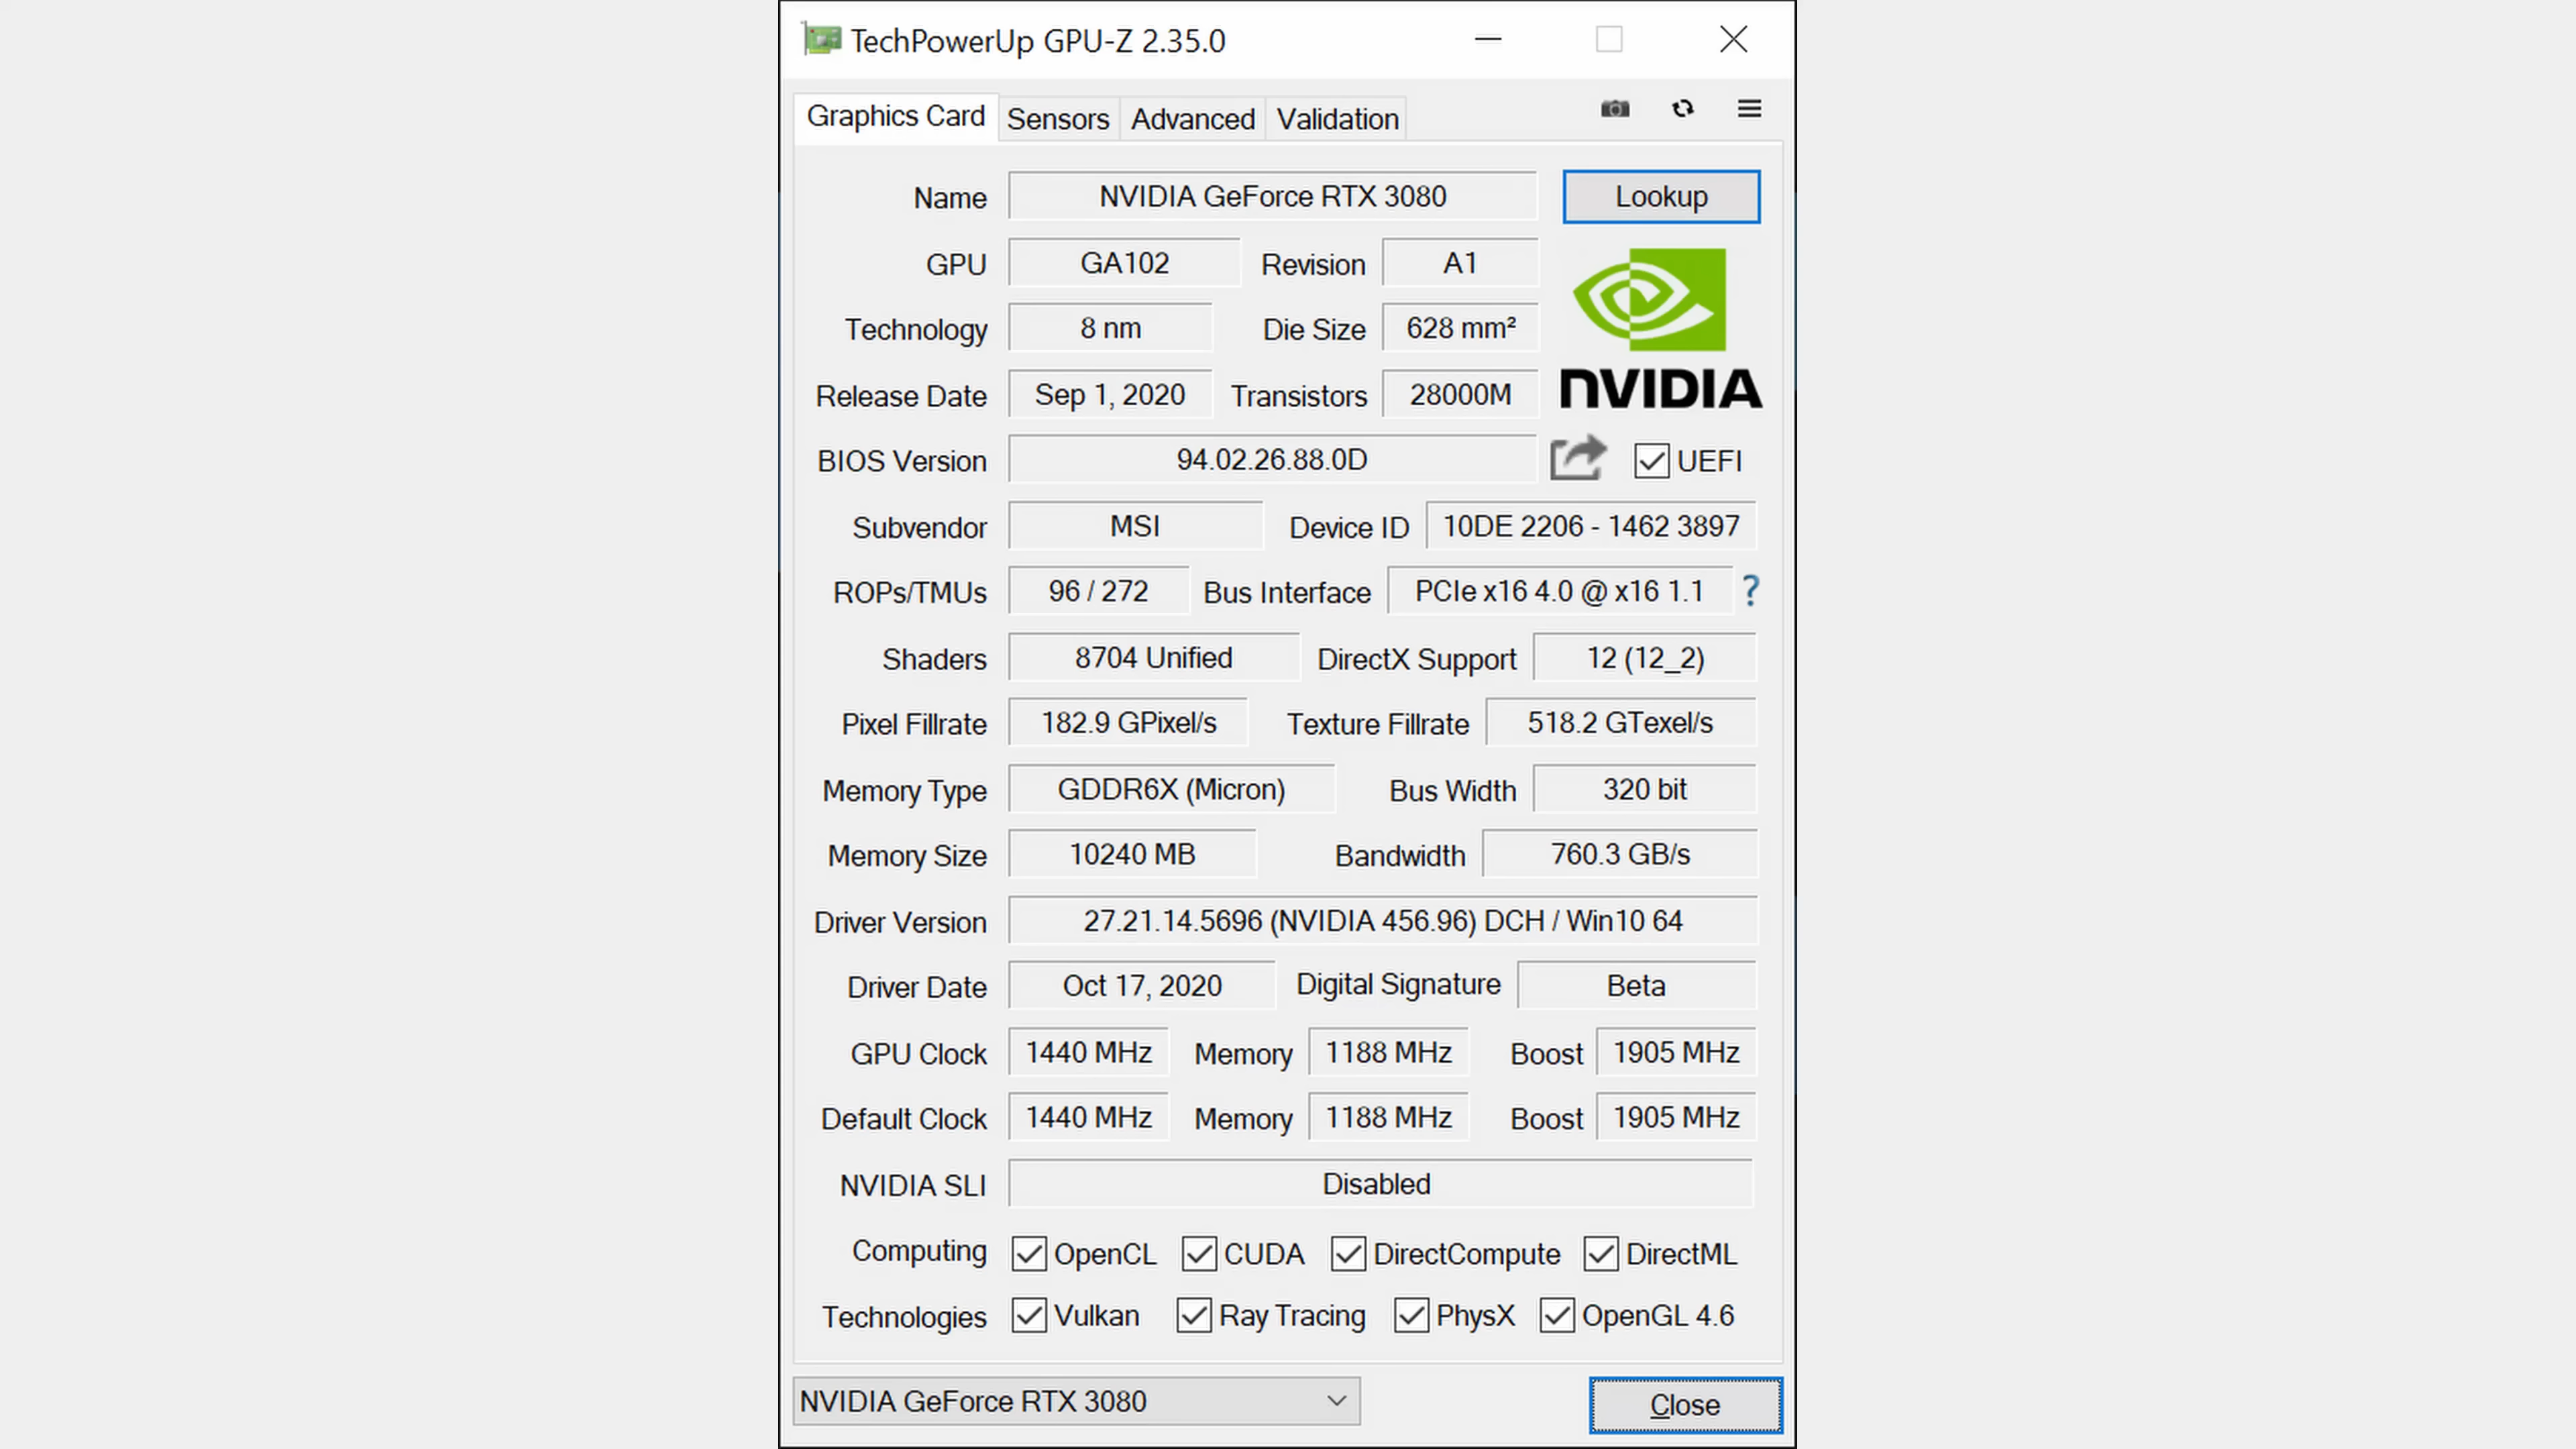 TechPowerUp GPU-Z 2.35.0
Graphics Card Sensors Advanced Validation
Name NVIDIA GeForce RTX 3080 Lookup
GPU GA102 Revision A1
Technology 8 nm Die Size 628 mm²
Release Date Sep 1, 2020 Transistors 28000M
NVIDIA
BIOS Version 94.02.26.88.0D UEFI
Subvendor MSI Device ID 10DE 2206 - 1462 3897
ROPs/TMUs 96 / 272 Bus Interface PCIe x16 4.0 @ x16 1.1 ?
Shaders 8704 Unified DirectX Support 12 (12_2)
Pixel Fillrate 182.9 GPixel/s Texture Fillrate 518.2 GTexel/s
Memory Type GDDR6X (Micron) Bus Width 320 bit
Memory Size 10240 MB Bandwidth 760.3 GB/s
Driver Version 27.21.14.5696 (NVIDIA 456.96) DCH / Win10 64
Driver Date Oct 17, 2020 Digital Signature Beta
GPU Clock 1440 MHz Memory 1188 MHz Boost 1905 MHz
Default Clock 1440 MHz Memory 1188 MHz Boost 1905 MHz
NVIDIA SLI Disabled
Computing OpenCL CUDA DirectCompute DirectML
Technologies Vulkan Ray Tracing PhysX OpenGL 4.6
NVIDIA GeForce RTX 3080 Close